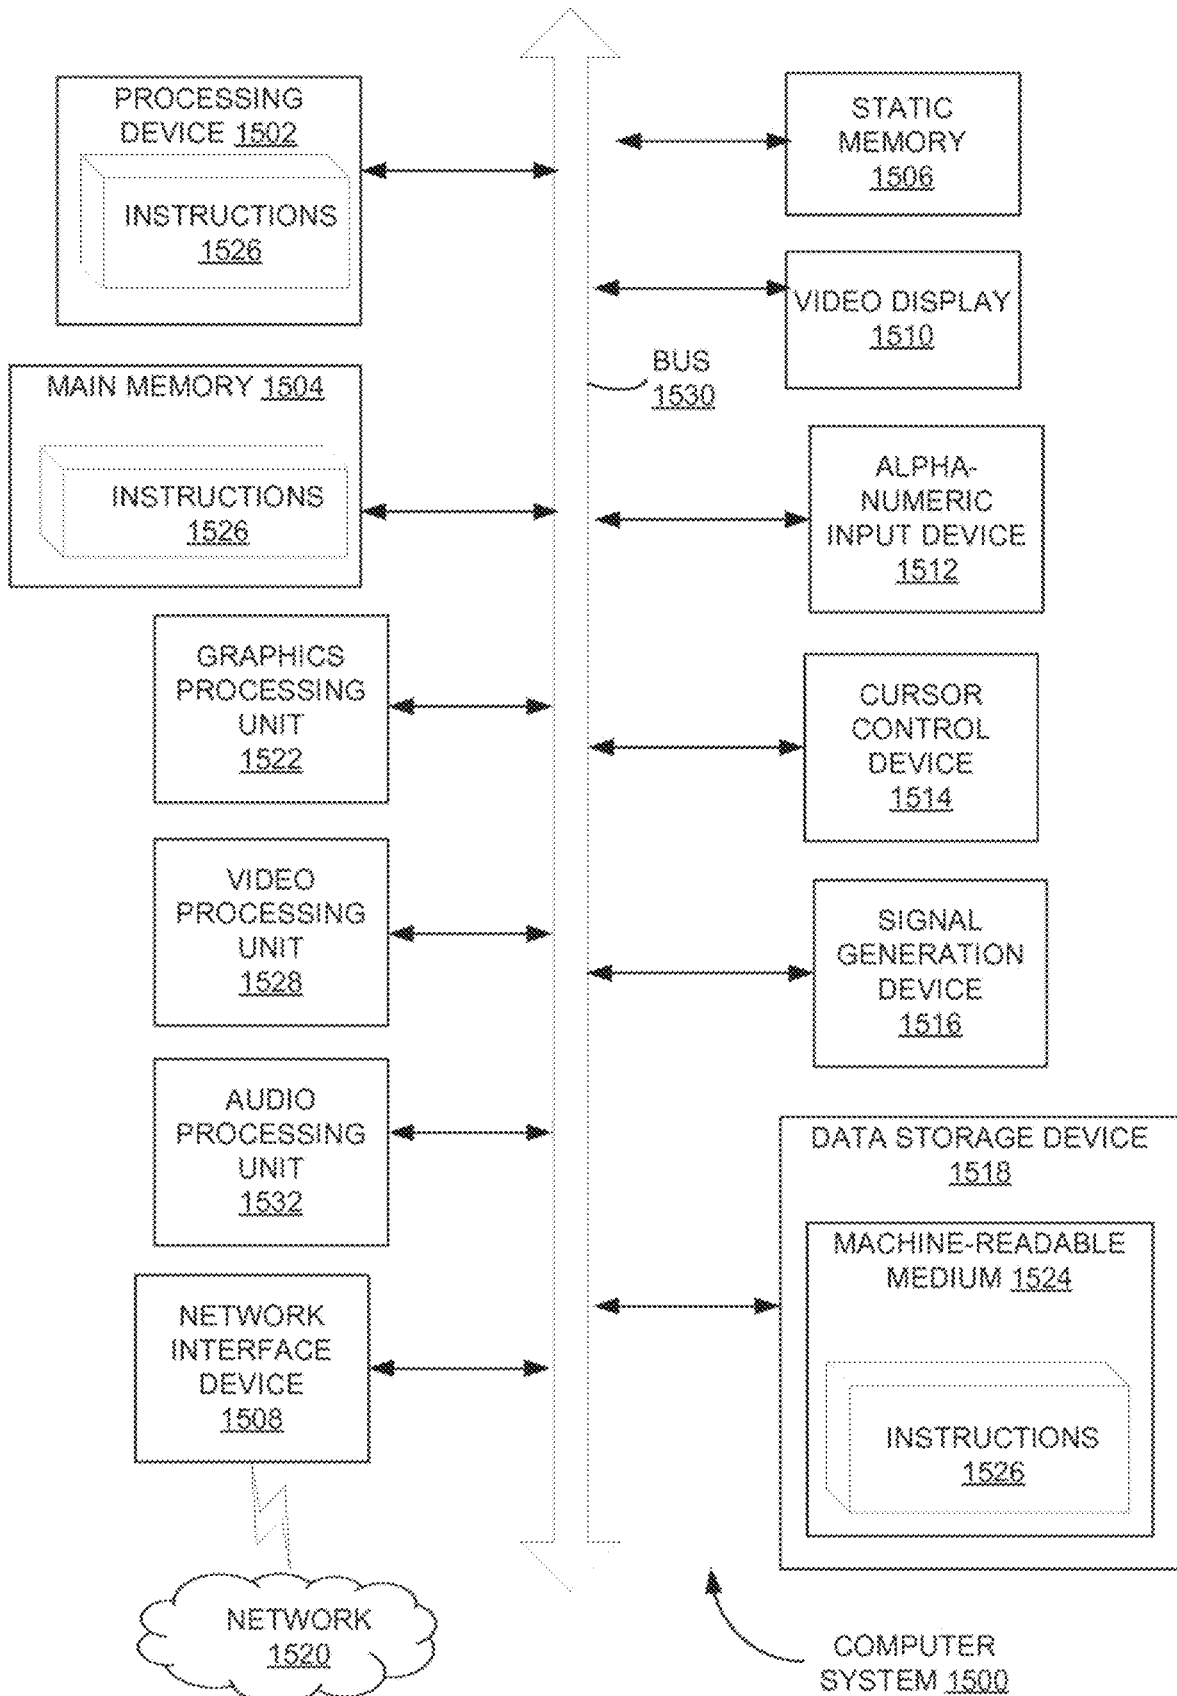 PROCESSING
DEVICE 1502
INSTRUCTIONS
1526
MAIN MEMORY 1504
INSTRUCTIONS
1526
GRAPHICS
PROCESSING
UNIT
1522
VIDEO
PROCESSING
UNIT
1528
AUDIO
PROCESSING
UNIT
1532
NETWORK
INTERFACE
DEVICE
1508
NETWORK
1520
BUS
1530
STATIC
MEMORY
1506
VIDEO DISPLAY
1510
ALPHA-
NUMERIC
INPUT DEVICE
1512
CURSOR
CONTROL
DEVICE
1514
SIGNAL
GENERATION
DEVICE
1516
DATA STORAGE DEVICE
1518
MACHINE-READABLE
MEDIUM 1524
INSTRUCTIONS
1526
COMPUTER
SYSTEM 1500